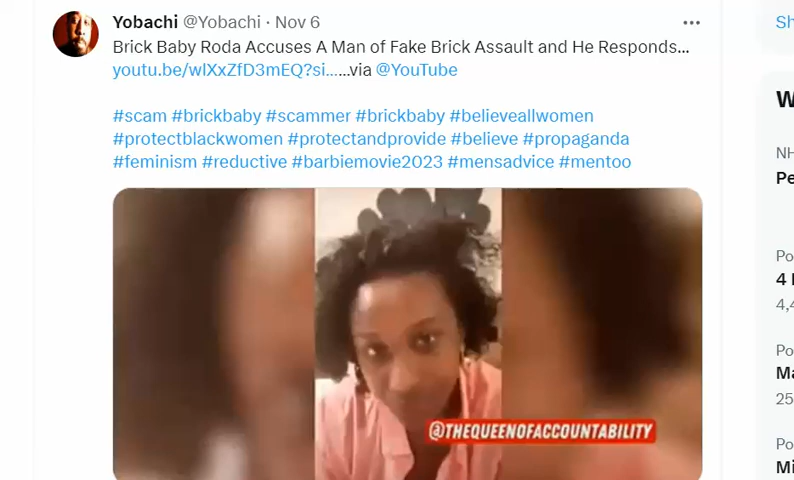 Yobachi @Yobachi · Nov 6
Brick Baby Roda Accuses A Man of Fake Brick Assault and He Responds...
youtu.be/wlXxZfD3mEQ?si......via @YouTube
#scam #brickbaby #scammer #brickbaby #believeallwomen
#protectblackwomen #protectandprovide #believe #propaganda
#feminism #reductive #barbiemovie2023 #mensadvice #mentoo
@THEQUEENOFACCOUNTABILITY
Sh
W
NH
Pe
Po
4
4,4
Po
Ma
25
Po
Mi